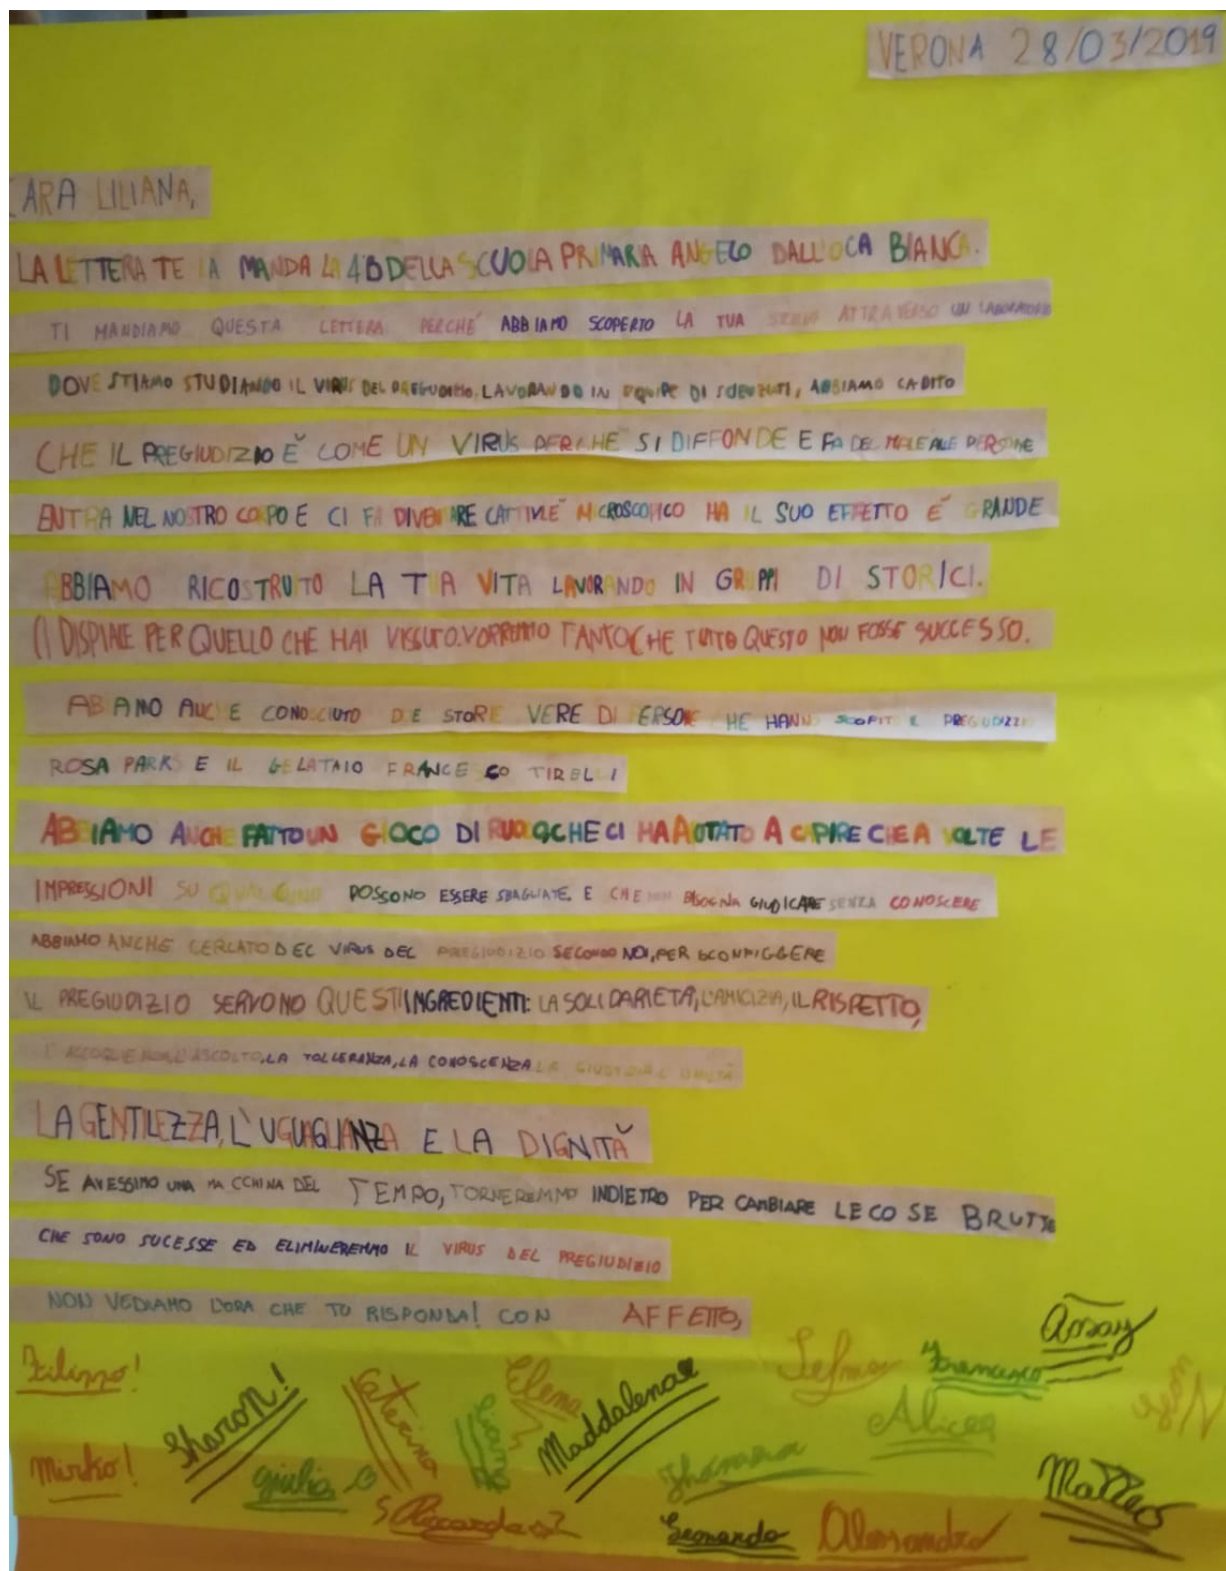 VERONA 28/03/2019
CARA LILIANA,
LA LETTERA TE LA MANDA LA 4B DELLA SCUOLA PRIMARIA ANGELO DALL'OCA BIANCA.
TI MANDIAMO QUESTA LETTERA PERCHÉ ABBIAMO SCOPERTO LA TUA STORIA ATTRAVERSO UN LABORATORIO
DOVE STIAMO STUDIANDO IL VIRUS DEL PREGIUDIZIO. LAVORANDO IN EQUIPE DI SCIENZIATI, ABBIAMO CAPITO
CHE IL PREGIUDIZIO È COME UN VIRUS PERCHE SI DIFFONDE E FA DEL MALE ALLE PERSONE
ENTRA NEL NOSTRO CORPO E CI FA DIVENTARE CATTIVI È MICROSCOPICO HA IL SUO EFFETTO È GRANDE
ABBIAMO RICOSTRUITO LA TUA VITA LAVORANDO IN GRUPPI DI STORICI.
CI DISPIACE PER QUELLO CHE HAI VISSUTO. VORREMMO TANTO CHE TUTTO QUESTO NON FOSSE SUCCESSO.
ABBIAMO ANCHE CONOSCIUTO DUE STORIE VERE DI PERSONE CHE HANNO IL PREGIUDIZIO
ROSA PARKS E IL GELATAIO FRANCESCO TIRELLI
ABBIAMO ANCHE FATTO UN GIOCO DI RUOLO CHE CI HA AIUTATO A CAPIRE CHE A VOLTE LE
IMPRESSIONI SU QUALCUNO POSSONO ESSERE SBAGLIATE. E CHE NON BISOGNA GIUDICARE SENZA CONOSCERE
ABBIAMO ANCHE CERCATO DEL VIRUS DEL PREGIUDIZIO SECONDO NOI, PER SCONFIGGERE
IL PREGIUDIZIO SERVONO QUESTI INGREDIENTI: LA SOLIDARIETÀ, L'AMICIZIA, IL RISPETTO,
L'ASCOLTO, LA TOLLERANZA, LA CONOSCENZA LA GIUSTIZIA L'UMILTÀ
LA GENTILEZZA, L'UGUAGLIANZA E LA DIGNITÀ
SE AVESSIMO UNA MACCHINA DEL TEMPO, TORNEREMMO INDIETRO PER CAMBIARE LE COSE BRUTTE
CHE SONO SUCESSE ED ELIMINEREMMO IL VIRUS DEL PREGIUDIZIO
NON VEDIAMO L'ORA CHE TU RISPONDA! CON AFFETTO,
Filippo! Sharon! Caterina Elena Maddalena Francesco
Mirko! Giulia Thamara Alice Matteo
Riccardo Leonardo Alessandro